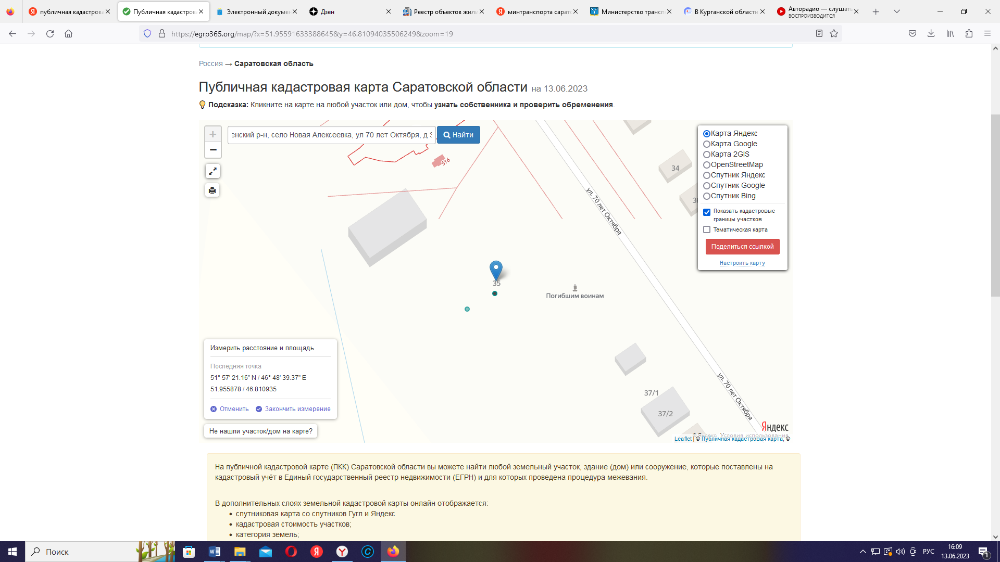 публичная кадастрова
Публичная кадастрова
Электронный докумен
Дзен
Реестр объектов жили
минтранспорта сарат
Министерство трансп
В Курганской области
Авторадио — слушать
ВОСПРОИЗВОДИТСЯ
https://egrp365.org/map/?x=51.955916333886​45&y=46.81094035506249&zoom=19
Россия → Саратовская область
Публичная кадастровая карта Саратовской области на 13.06.2023
Подсказка: Кликните на карте на любой участок или дом, чтобы узнать собственника и проверить обременения.
+
−
енский р-н, село Новая Алексеевка, ул 70 лет Октября, д 3
Найти
Карта Яндекс
Карта Google
Карта 2GIS
OpenStreetMap
Спутник Яндекс
Спутник Google
Спутник Bing
Показать кадастровые
границы участков
Тематическая карта
Поделиться ссылкой
Настроить карту
516
34
36
ул. 70 лет Октября
35
Погибшим воинам
ул. 70 лет Октября
37/1
37/2
Измерить расстояние и площадь
Последняя точка
51° 57' 21.16" N / 46° 48' 39.37" E
51.955878 / 46.810935
Отменить
Закончить измерение
Не нашли участок/дом на карте?
Яндекс
© Яндекс Условия использования
Leaflet | © Публичная кадастровая карта, ©
На публичной кадастровой карте (ПКК) Саратовской области вы можете найти любой земельный участок, здание (дом) или сооружение, которые поставлены на
кадастровый учёт в Единый государственный реестр недвижимости (ЕГРН) и для которых проведена процедура межевания.
В дополнительных слоях земельной кадастровой карты онлайн отображается:
• спутниковая карта со спутников Гугл и Яндекс
• кадастровая стоимость участков;
• категория земель;
Поиск
РУС
16:09
13.06.2023
1